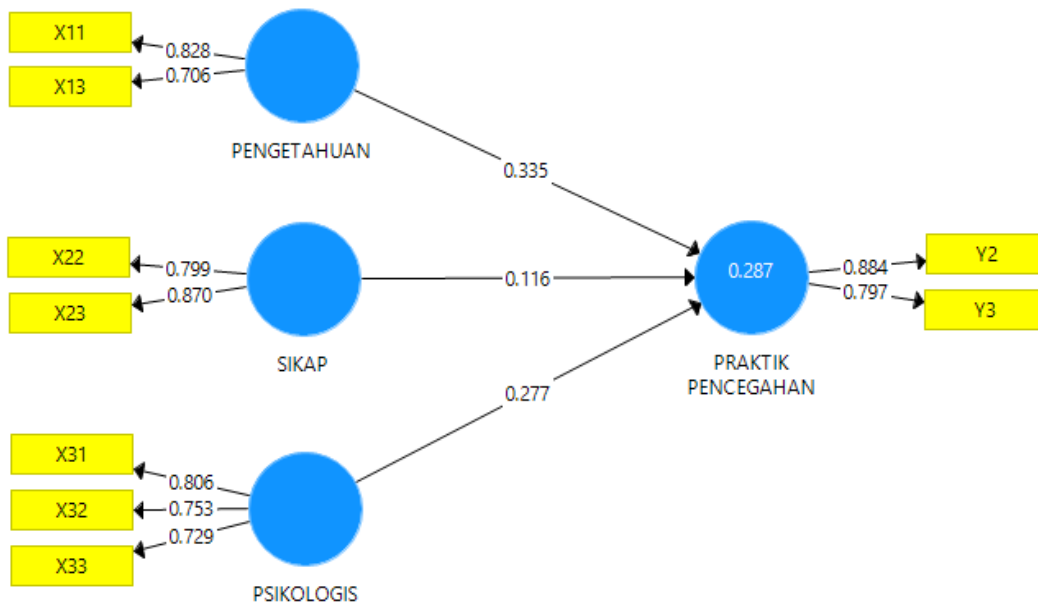 X11
0.828
X13
0.706
PENGETAHUAN
0.335
X22
0.799
X23
0.870
SIKAP
0.116
0.287
PRAKTIK
PENCEGAHAN
0.884
Y2
0.797
Y3
0.277
X31
0.806
X32
0.753
X33
0.729
PSIKOLOGIS